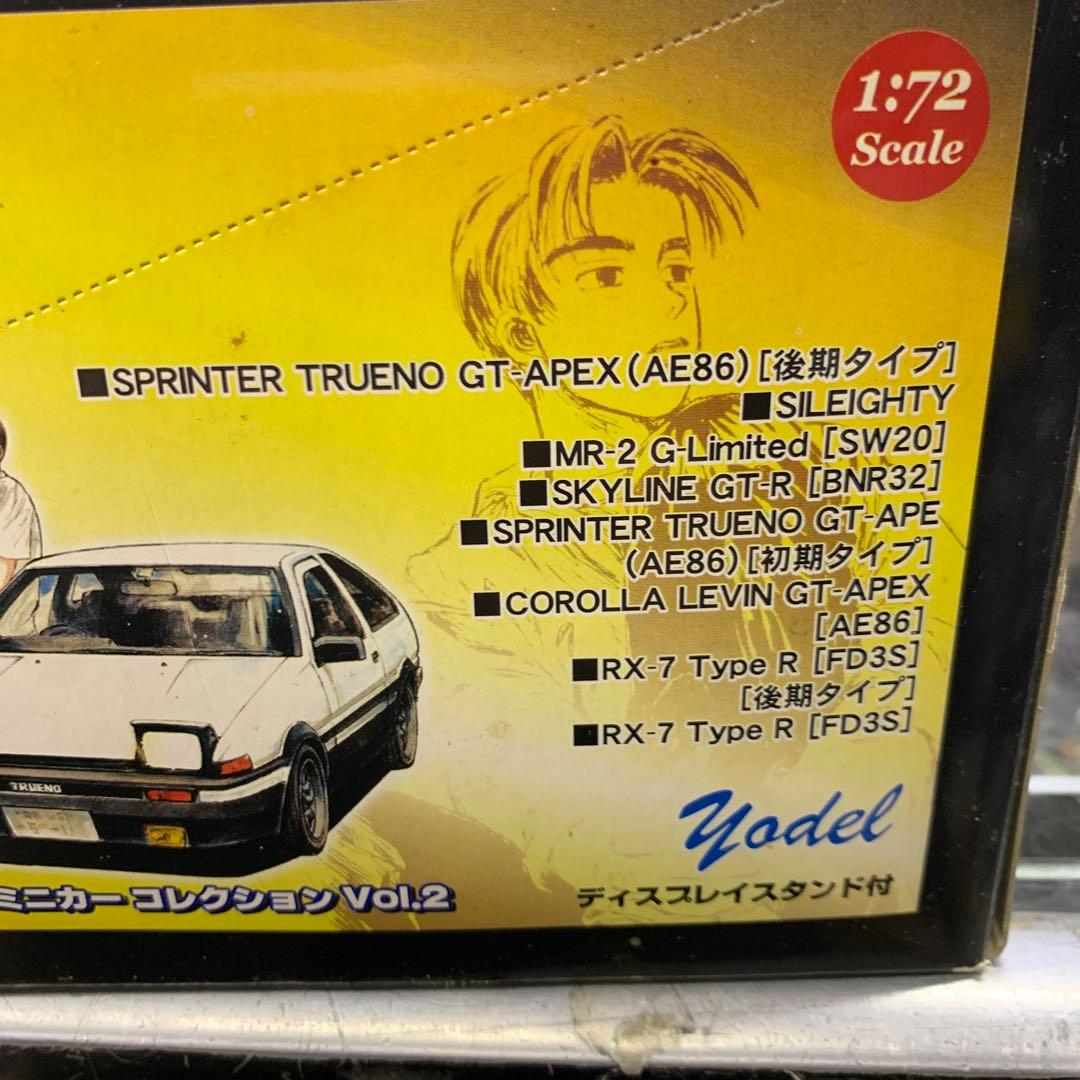 1:72
Scale
■SPRINTER TRUENO GT-APEX(AE86)[後期タイプ]
■SILEIGHTY
■MR-2 G-Limited [SW20]
■SKYLINE GT-R [BNR32]
■SPRINTER TRUENO GT-APE
(AE86)[初期タイプ]
■COROLLA LEVIN GT-APEX
[AE86]
■RX-7 Type R [FD3S]
[後期タイプ]
■RX-7 Type R [FD3S]
TRUENO
Yodel
ミニカー コレクション Vol.2
ディスプレイスタンド付